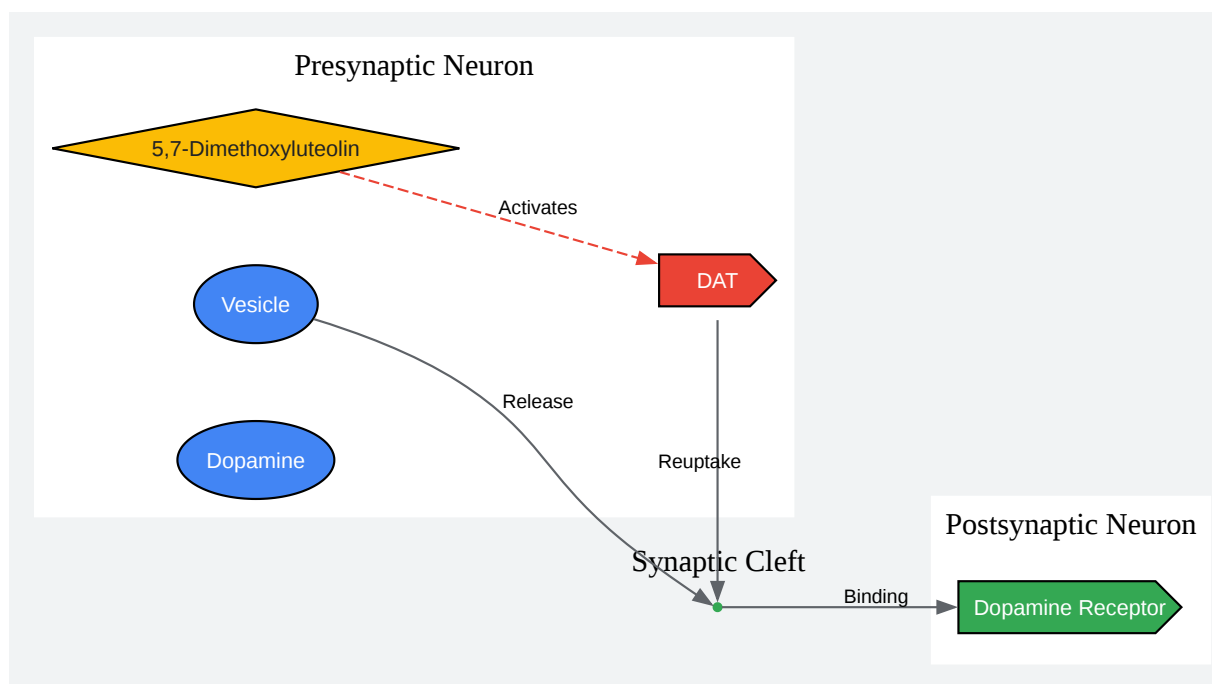 Presynaptic Neuron
5,7-Dimethoxyluteolin
Activates
DAT
Vesicle
Release
Dopamine
Reuptake
Synaptic Cleft
Postsynaptic Neuron
Binding
Dopamine Receptor